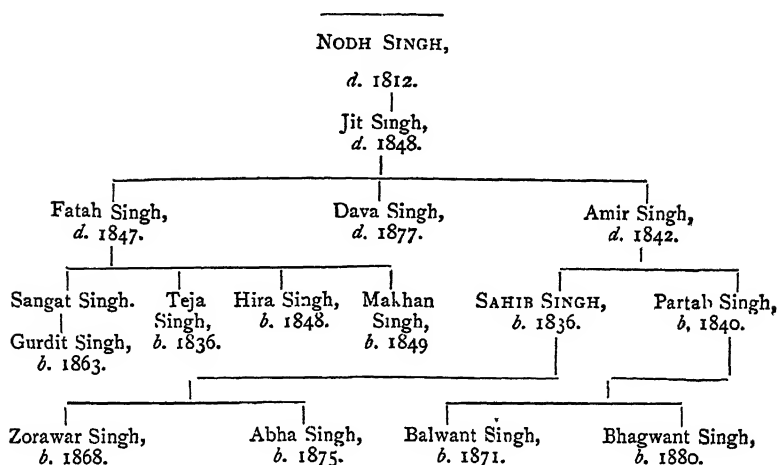 NODH SINGH,
d. 1812.
Jit Singh,
d. 1848.
Fatah Singh,
d. 1847.
Dava Singh,
d. 1877.
Amir Singh,
d. 1842.
Sangat Singh.
Teja
Singh,
b. 1836.
Hira Singh,
b. 1848.
Makhan
Singh,
b. 1849
SAHIB SINGH,
b. 1836.
Partab Singh,
b. 1840.
Gurdit Singh,
b. 1863.
Zorawar Singh,
b. 1868.
Abha Singh,
b. 1875.
Balwant Singh,
b. 1871.
Bhagwant Singh,
b. 1880.